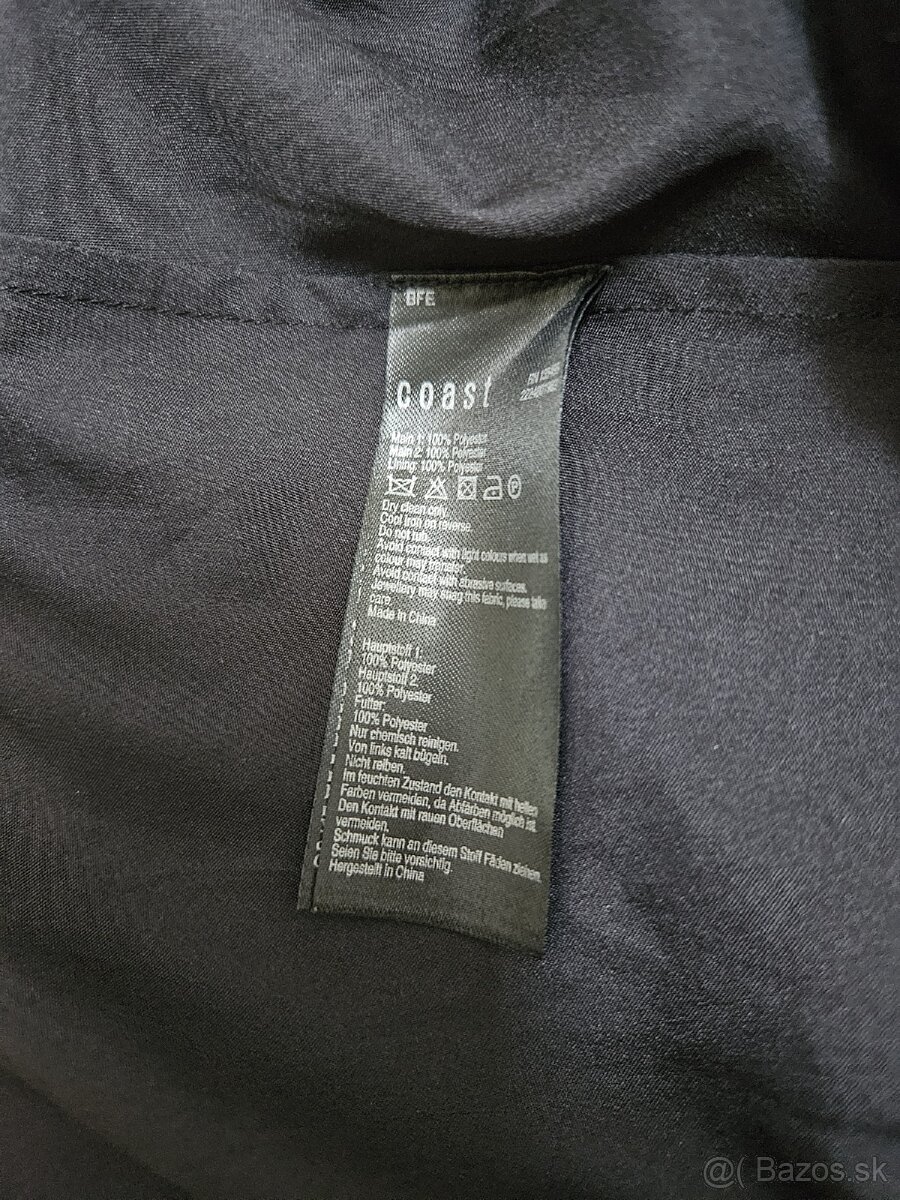 BFE
coast
Main 1: 100% Polyester
Main 2: 100% Polyester
Lining: 100% Polyester
P
Dry clean only.
Cool iron on reverse.
Do not rub.
Avoid contact with light colours when wet as
colour may transfer.
Avoid contact with abrasive surfaces.
Jewellery may snag this fabric, please take
care.
Made in China
Hauptstoff 1:
100% Polyester
Hauptstoff 2:
100% Polyester
Futter:
100% Polyester
Nur chemisch reinigen.
Von links kalt bügeln.
Nicht reiben.
Im feuchten Zustand den Kontakt mit hellen
Farben vermeiden, da Abfärben möglich ist.
Den Kontakt mit rauen Oberflächen
vermeiden.
Schmuck kann an diesem Stoff Fäden ziehen.
Seien Sie bitte vorsichtig.
Hergestellt in China
@( Bazos.sk